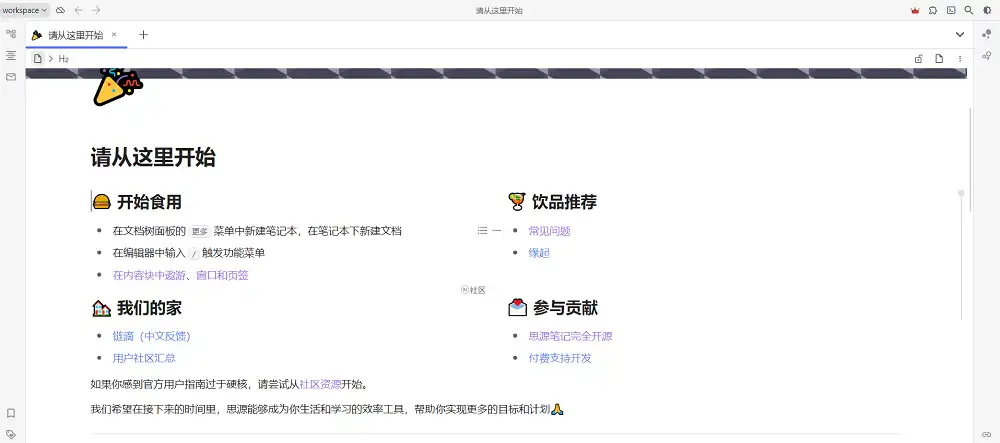 workspace
请从这里开始
请从这里开始
H2
请从这里开始
开始食用
在文档树面板的 更多 菜单中新建笔记本，在笔记本下新建文档
在编辑器中输入 / 触发功能菜单
在内容块中遨游、窗口和页签
饮品推荐
常见问题
缘起
社区
我们的家
链滴（中文反馈）
用户社区汇总
参与贡献
思源笔记完全开源
付费支持开发
如果你感到官方用户指南过于硬核，请尝试从社区资源开始。
我们希望在接下来的时间里，思源能够成为你生活和学习的效率工具，帮助你实现更多的目标和计划